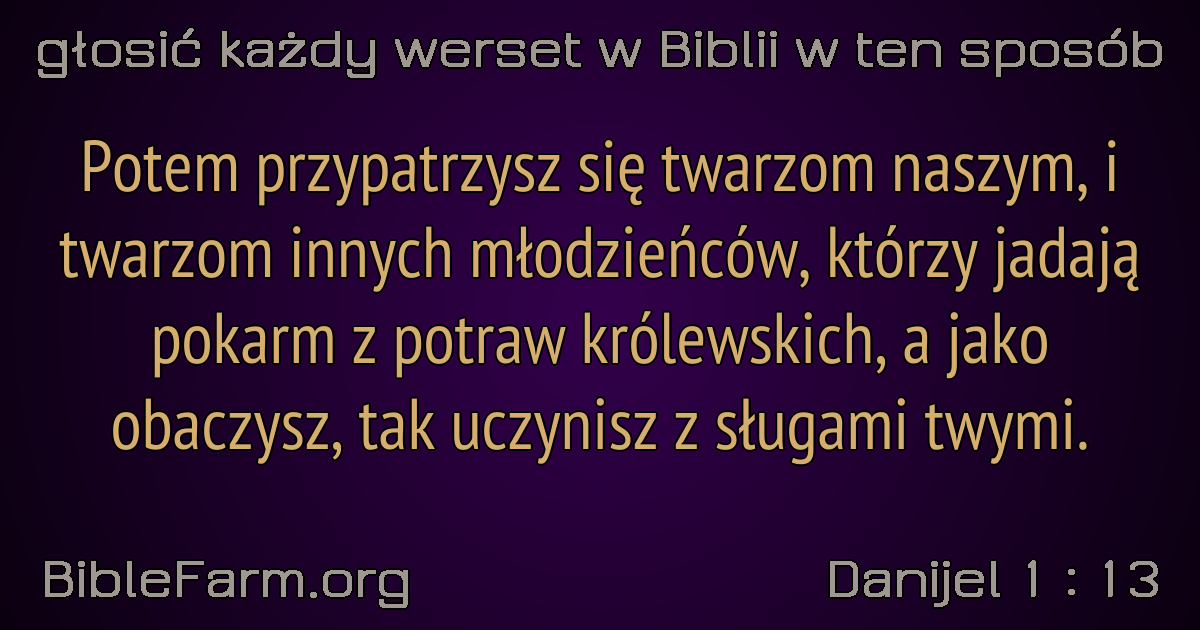 głosić każdy werset w Biblii w ten sposób
Potem przypatrzysz się twarzom naszym, i
twarzom innych młodzieńców, którzy jadają
pokarm z potraw królewskich, a jako
obaczysz, tak uczynisz z sługami twymi.
BibleFarm.org
Danijel 1 : 13